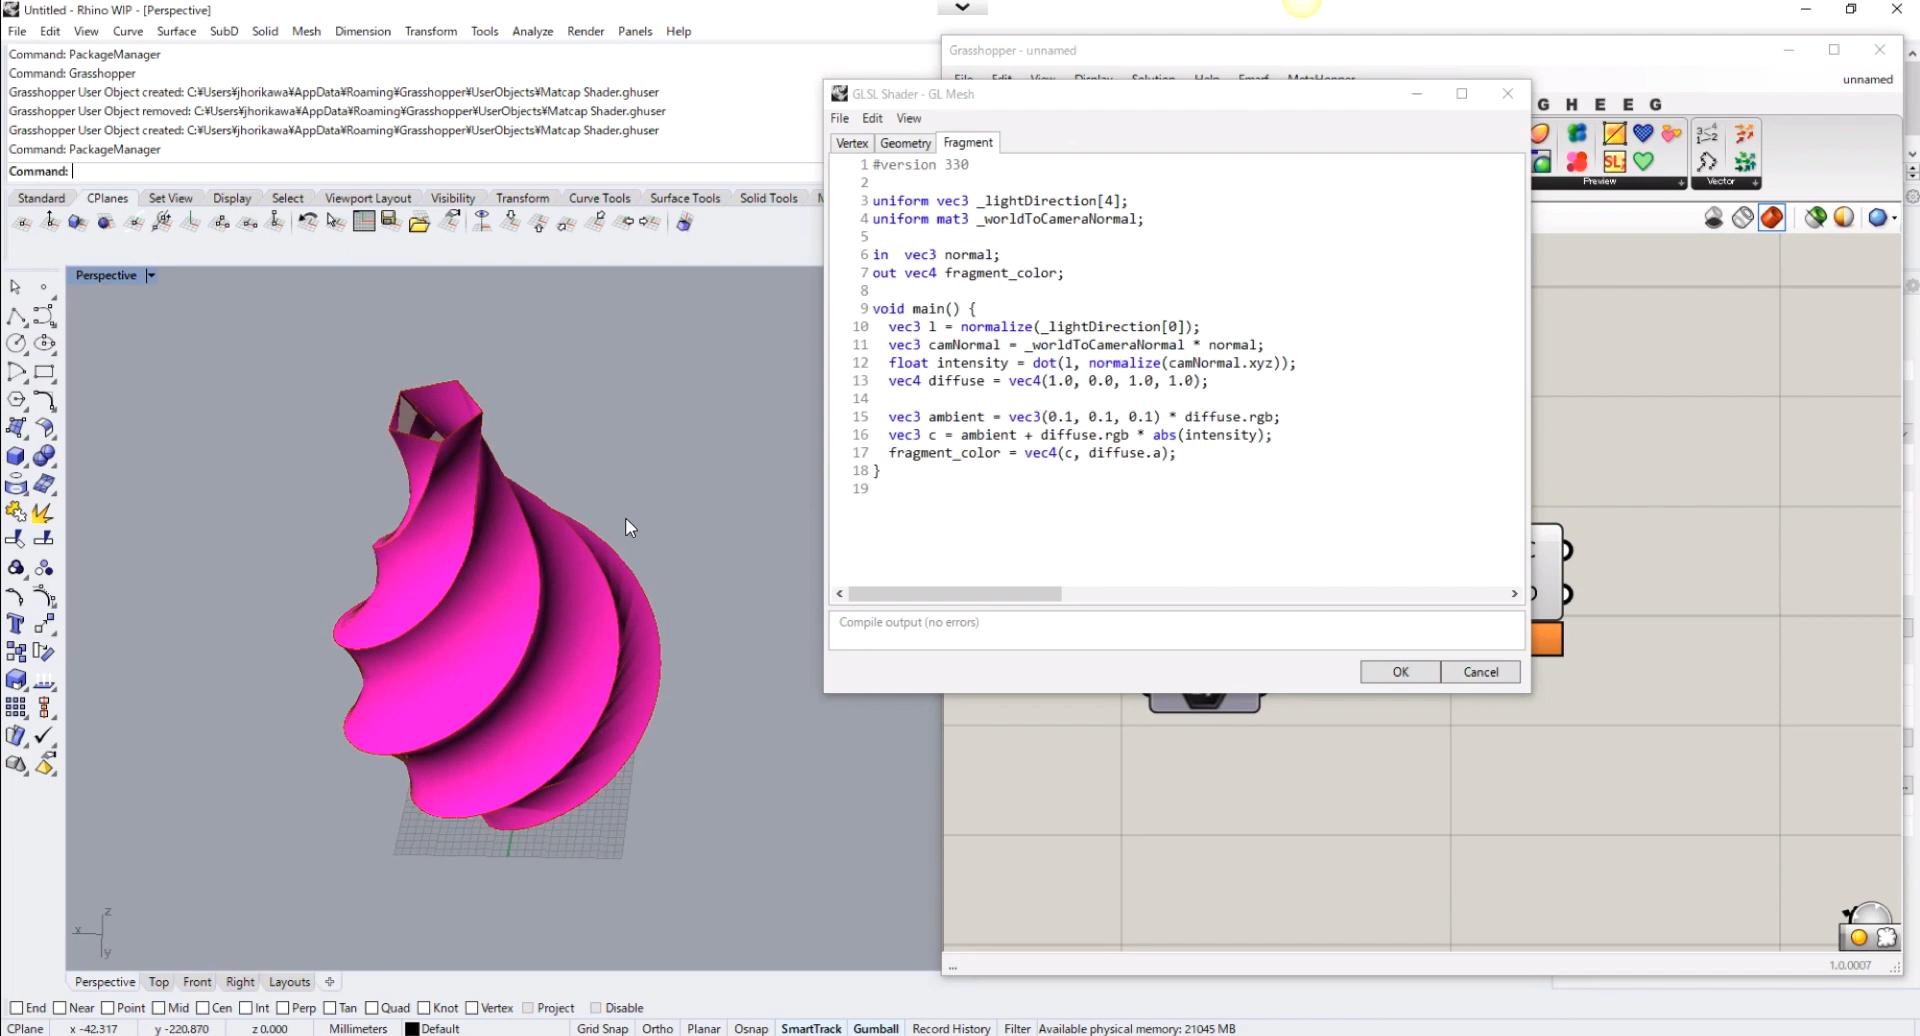 Untitled - Rhino WIP - [Perspective]
File Edit View Curve Surface SubD Solid Mesh Dimension Transform Tools Analyze Render Panels Help
Command: PackageManager
Command: Grasshopper
Grasshopper User Object created: C:¥Users¥jhorikawa¥AppData¥Roaming¥Grasshopper¥UserObjects¥Matcap Shader.ghuser
Grasshopper User Object removed: C:¥Users¥jhorikawa¥AppData¥Roaming¥Grasshopper¥UserObjects¥Matcap Shader.ghuser
Grasshopper User Object created: C:¥Users¥jhorikawa¥AppData¥Roaming¥Grasshopper¥UserObjects¥Matcap Shader.ghuser
Command: PackageManager
Command:
Standard CPlanes Set View Display Select Viewport Layout Visibility Transform Curve Tools Surface Tools Solid Tools
Perspective
z
x
y
Perspective Top Front Right Layouts
End Near Point Mid Cen Int Perp Tan Quad Knot Vertex Project Disable
CPlane x -42.317 y -220.870 z 0.000 Millimeters Default Grid Snap Ortho Planar Osnap SmartTrack Gumball Record History Filter Available physical memory: 21045 MB
Grasshopper - unnamed
File Edit View Display Solution Help Emarf MetaHopper
unnamed
G H E E G
Preview Vector
1.0.0007
GLSL Shader - GL Mesh
File Edit View
Vertex Geometry Fragment
1 #version 330
2
3 uniform vec3 _lightDirection[4];
4 uniform mat3 _worldToCameraNormal;
5
6 in vec3 normal;
7 out vec4 fragment_color;
8
9 void main() {
10 vec3 l = normalize(_lightDirection[0]);
11 vec3 camNormal = _worldToCameraNormal * normal;
12 float intensity = dot(l, normalize(camNormal.xyz));
13 vec4 diffuse = vec4(1.0, 0.0, 1.0, 1.0);
14
15 vec3 ambient = vec3(0.1, 0.1, 0.1) * diffuse.rgb;
16 vec3 c = ambient + diffuse.rgb * abs(intensity);
17 fragment_color = vec4(c, diffuse.a);
18 }
19
Compile output (no errors)
OK Cancel